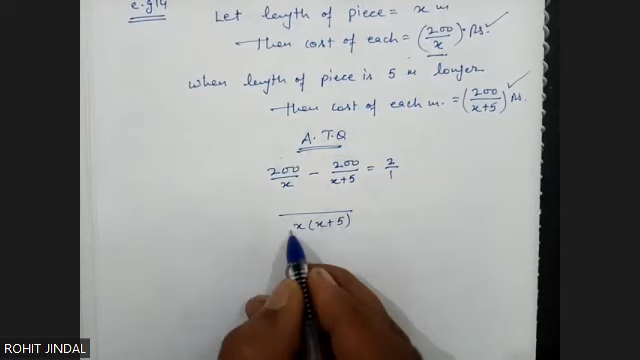 e.g14
Let length of piece = x m
Then cost of each = (200/x) Rs.
when length of piece is 5 m longer
Then cost of each m. = (200/x+5) Rs.
A.T.Q
200/x - 200/x+5 = 2/1
x(x+5)
ROHIT JINDAL